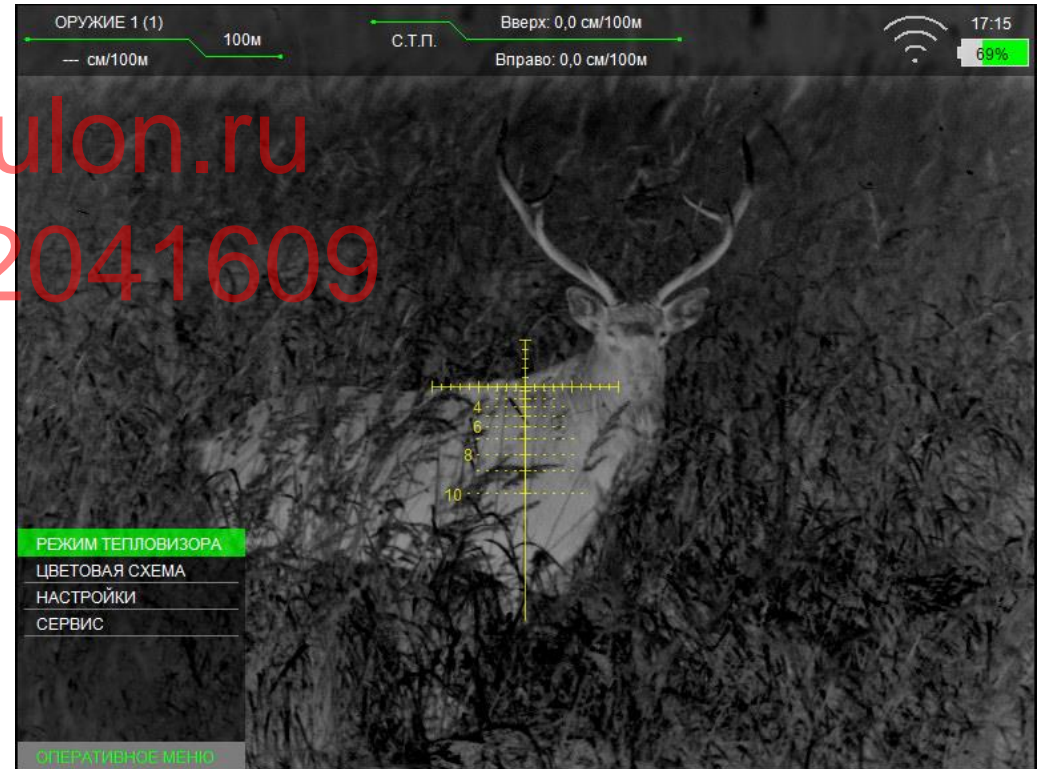 ОРУЖИЕ 1 (1)
100м
--- см/100м
С.Т.П.
Вверх: 0,0 см/100м
Вправо: 0,0 см/100м
17:15
69%
ulon.ru
2041609
4
6
8
10
РЕЖИМ ТЕПЛОВИЗОРА
ЦВЕТОВАЯ СХЕМА
НАСТРОЙКИ
СЕРВИС
ОПЕРАТИВНОЕ МЕНЮ